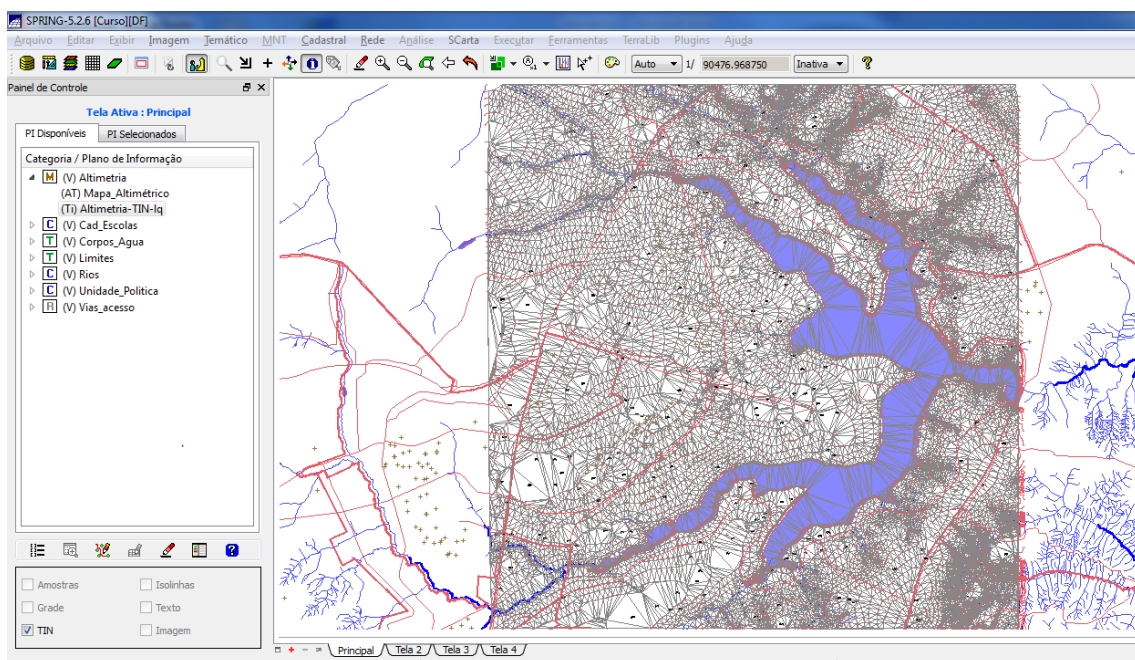 SPRING-5.2.6 [Curso][DF]
Arquivo Editar Exibir Imagem Temático MNT Cadastral Rede Análise SCarta Executar Ferramentas TerraLib Plugins Ajuda
Auto 1/ 90476.968750 Inativa
Painel de Controle
Tela Ativa : Principal
PI Disponíveis PI Selecionados
Categoria / Plano de Informação
M (V) Altimetria
(AT) Mapa_Altimétrico
(Ti) Altimetria-TIN-lq
C (V) Cad_Escolas
T (V) Corpos_Agua
T (V) Limites
C (V) Rios
C (V) Unidade_Politica
R (V) Vias_acesso
Amostras Isolinhas
Grade Texto
TIN Imagem
Principal Tela 2 Tela 3 Tela 4